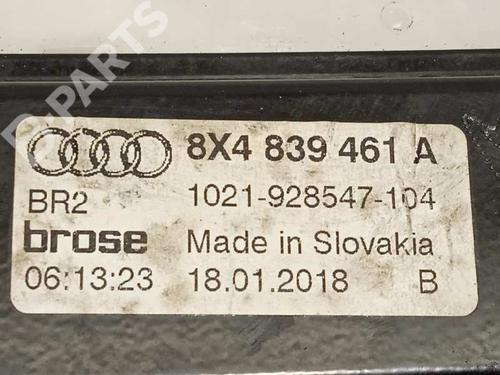 8X4 839 461 A
BR2 1021-928547-104
brose Made in Slovakia
06:13:23 18.01.2018 B